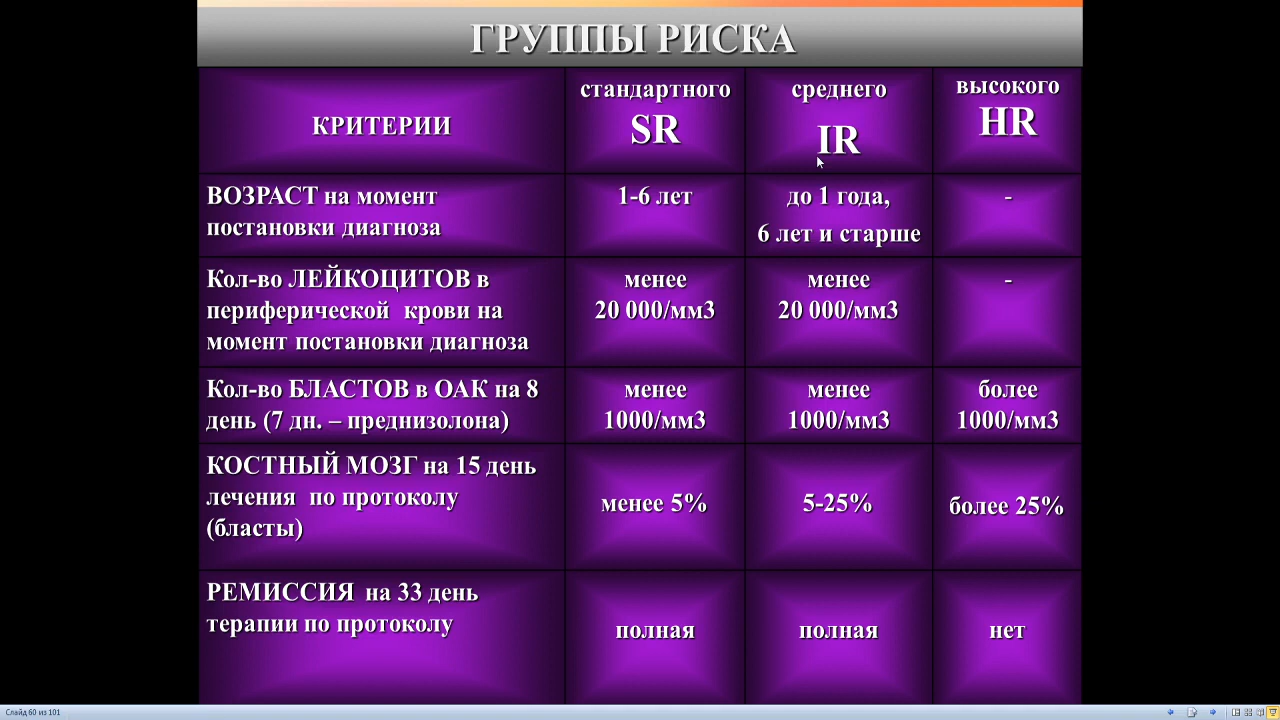 ГРУППЫ РИСКА
КРИТЕРИИ
стандартного
SR
среднего
IR
высокого
HR
ВОЗРАСТ на момент
постановки диагноза
1-6 лет
до 1 года,
6 лет и старше
-
Кол-во ЛЕЙКОЦИТОВ в
периферической крови на
момент постановки диагноза
менее
20 000/мм3
менее
20 000/мм3
-
Кол-во БЛАСТОВ в ОАК на 8
день (7 дн. – преднизолона)
менее
1000/мм3
менее
1000/мм3
более
1000/мм3
КОСТНЫЙ МОЗГ на 15 день
лечения по протоколу
(бласты)
менее 5%
5-25%
более 25%
РЕМИССИЯ на 33 день
терапии по протоколу
полная
полная
нет
Слайд 60 из 101